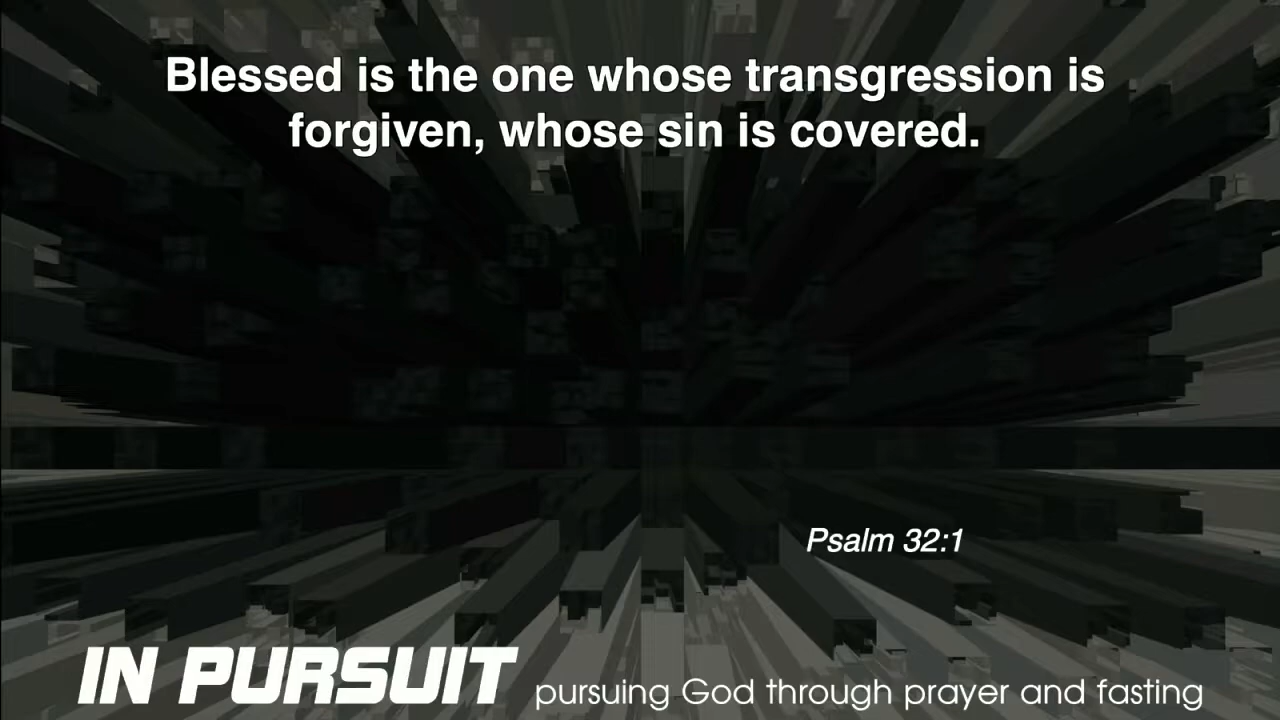 Blessed is the one whose transgression is
forgiven, whose sin is covered.
Psalm 32:1
IN PURSUIT pursuing God through prayer and fasting